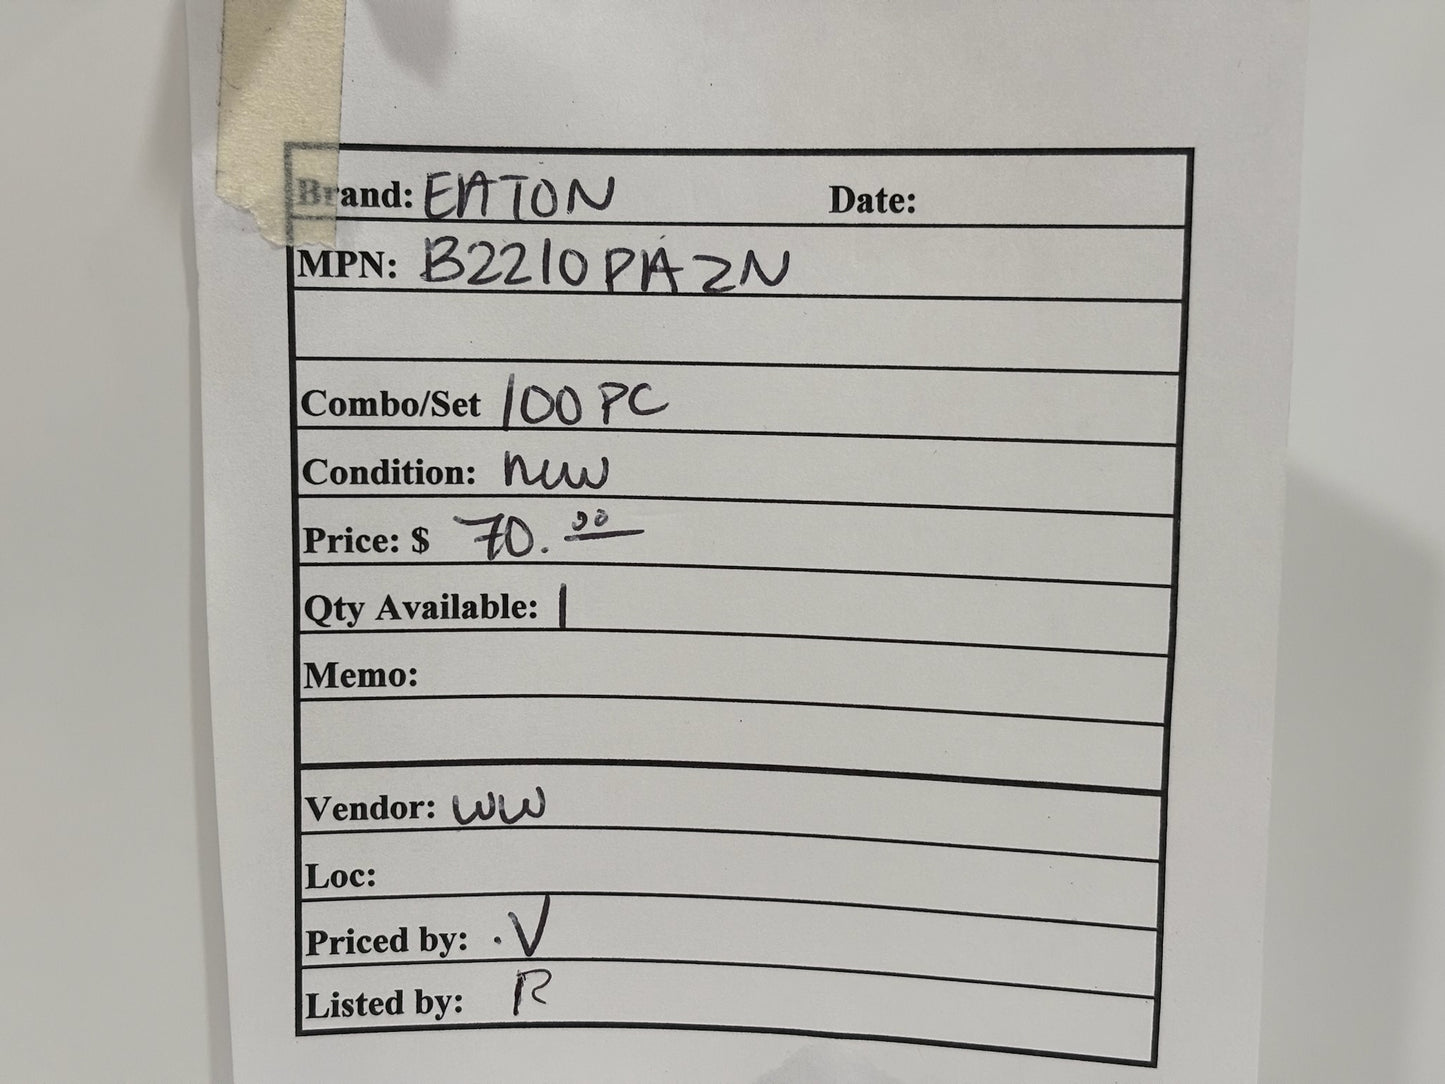 Brand: EATON Date:
MPN: B2210PAZN
Combo/Set 100 PC
Condition: new
Price: $ 70.00
Qty Available: 1
Memo:
Vendor: WW
Loc:
Priced by: .V
Listed by: R